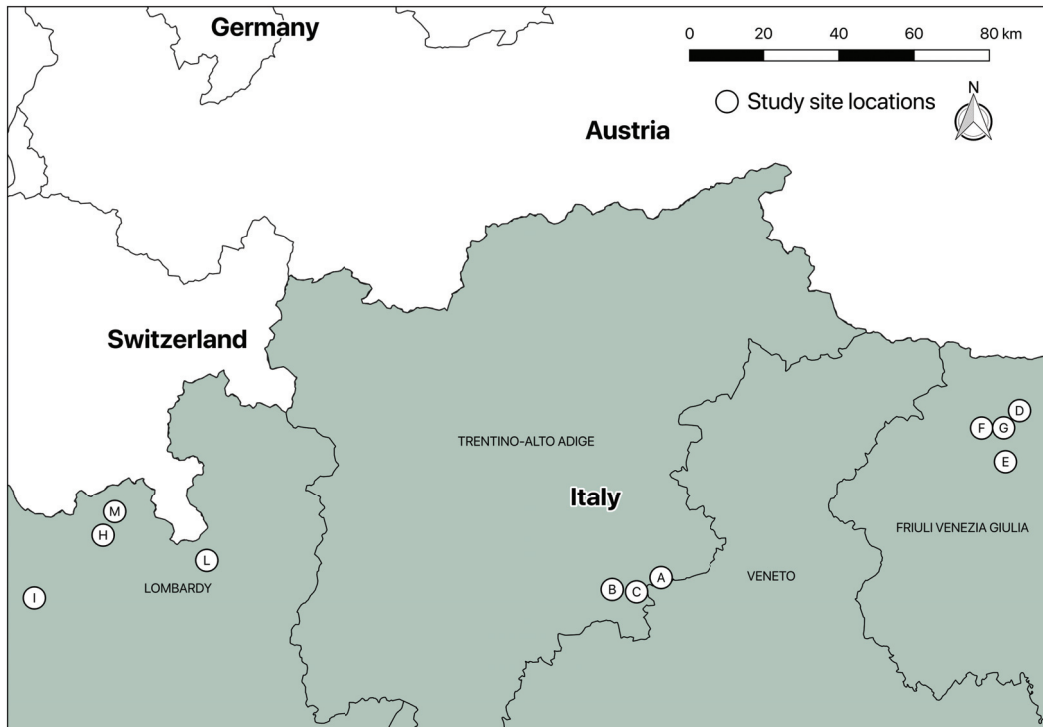 Germany
0 20 40 60 80 km
N
Study site locations
Austria
Switzerland
D
F G
TRENTINO-ALTO ADIGE
E
Italy
M
FRIULI VENEZIA GIULIA
H
L
A
VENETO
LOMBARDY
B C
I